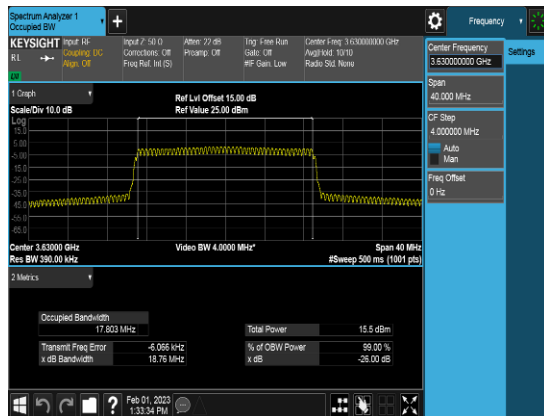 Spectrum Analyzer 1
Occupied BW
+
Frequency
KEYSIGHT
Input: RF
Coupling: DC
Align: Off
Input Z: 50 Ω
Corrections: Off
Freq Ref: Int (S)
Atten: 22 dB
Preamp: Off
Trig: Free Run
Gate: Off
#IF Gain: Low
Center Freq: 3.630000000 GHz
Avg|Hold: 10/10
Radio Std: None
RL
Center Frequency
3.630000000 GHz
Settings
Span
40.000 MHz
CF Step
4.000000 MHz
Auto
Man
Freq Offset
0 Hz
1 Graph
Scale/Div 10.0 dB
Ref Lvl Offset 15.00 dB
Ref Value 25.00 dBm
Log
15.0
5.00
-5.00
-15.0
-25.0
-35.0
-45.0
-55.0
-65.0
Center 3.63000 GHz
Video BW 4.0000 MHz*
Span 40 MHz
Res BW 390.00 kHz
#Sweep 500 ms (1001 pts)
2 Metrics
Occupied Bandwidth
17.803 MHz
Total Power 15.5 dBm
Transmit Freq Error -6.066 kHz
% of OBW Power 99.00 %
x dB Bandwidth 18.76 MHz
x dB -26.00 dB
?
Feb 01, 2023
1:33:34 PM